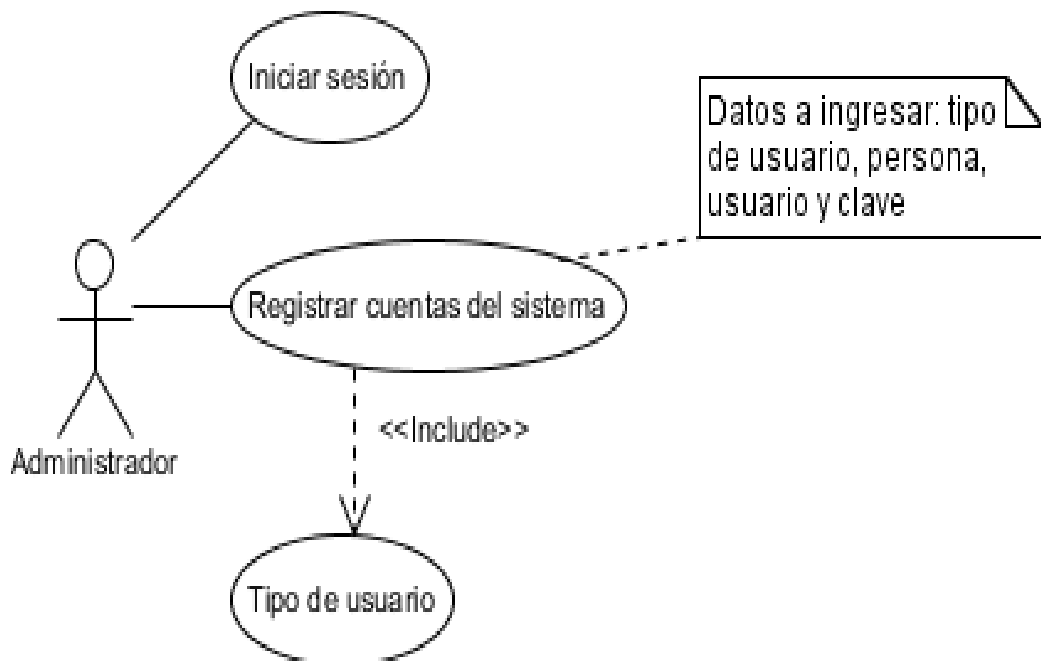 Iniciar sesión
Datos a ingresar: tipo
de usuario, persona,
usuario y clave
Registrar cuentas del sistema
<<Include>>
Administrador
Tipo de usuario